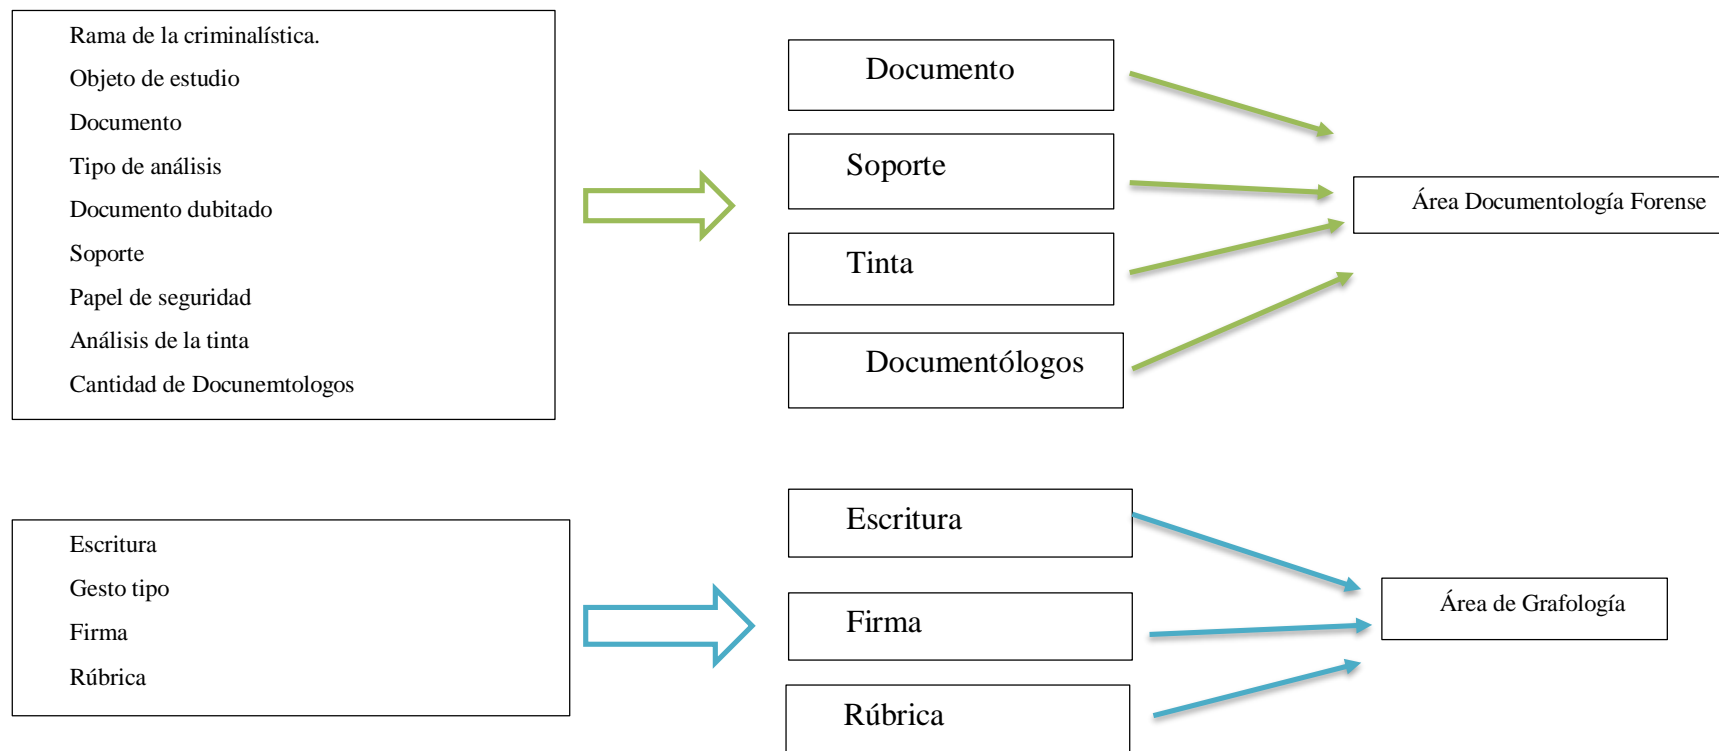 Rama de la criminalística.
Objeto de estudio
Documento
Tipo de análisis
Documento dubitado
Soporte
Papel de seguridad
Análisis de la tinta
Cantidad de Docunemtologos
Documento
Soporte
Tinta
Documentólogos
Área Documentología Forense
Escritura
Gesto tipo
Firma
Rúbrica
Escritura
Firma
Rúbrica
Área de Grafología